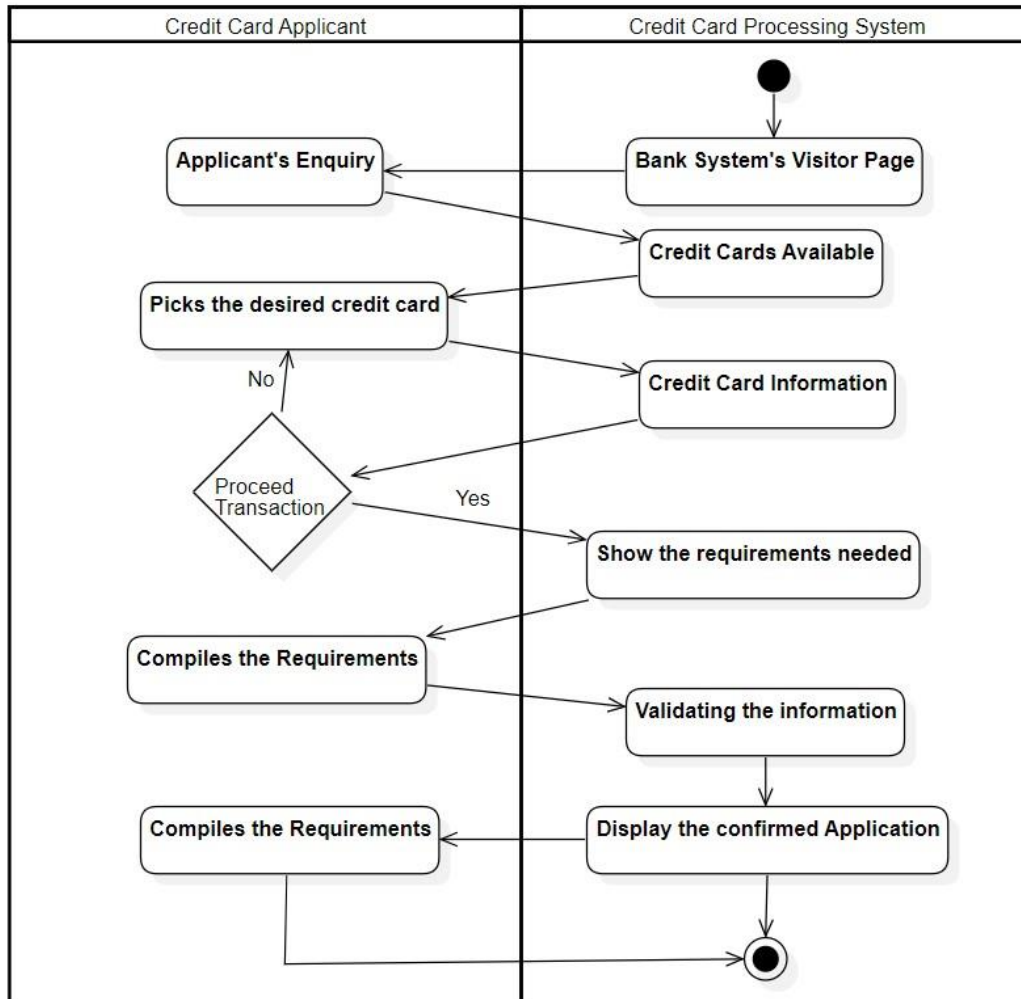 Credit Card Applicant
Credit Card Processing System
Applicant's Enquiry
Bank System's Visitor Page
Credit Cards Available
Picks the desired credit card
No
Credit Card Information
Proceed
Transaction
Yes
Show the requirements needed
Compiles the Requirements
Validating the information
Compiles the Requirements
Display the confirmed Application